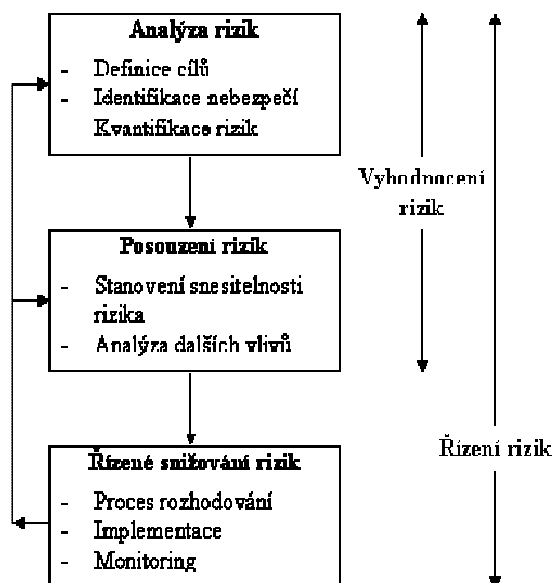 Analýza rizik
- Definice cílů
- Identifikace nebezpečí
Kvantifikace rizik
Vyhodnocení
rizik
Posouzení rizik
- Stanovení snesitelnosti
rizika
- Analýza dalších vlivů
Řízení rizik
Řízené snižování rizik
- Proces rozhodování
- Implementace
- Monitoring